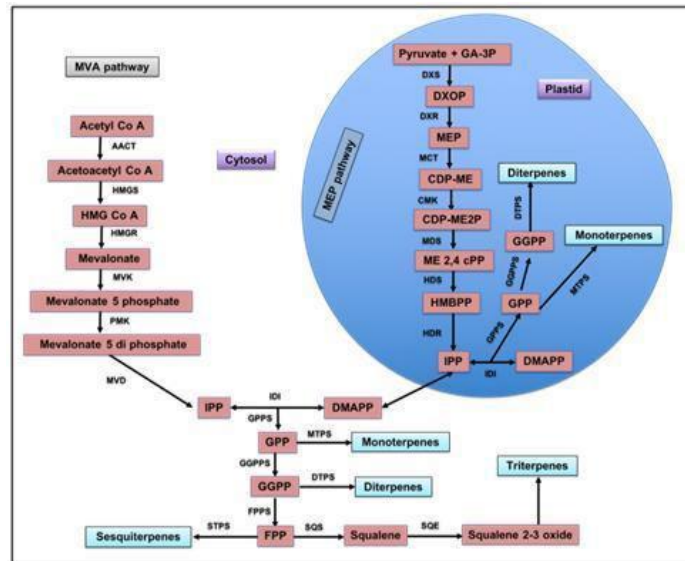 MVA pathway
Acetyl Co A
AACT
Acetoacetyl Co A
HMGS
HMG Co A
HMGR
Mevalonate
MVK
Mevalonate 5 phosphate
PMK
Mevalonate 5 di phosphate
MVD
Cytosol
MEP pathway
Plastid
Pyruvate + GA-3P
DXS
DXOP
DXR
MEP
MCT
CDP-ME
CMK
CDP-ME2P
MDS
ME 2,4 cPP
HDS
HMBPP
HDR
IPP
IDI
DMAPP
GPPS
GPP
GGPPS
GGPP
DTPS
Diterpenes
MTPS
Monoterpenes
IPP
IDI
DMAPP
GPPS
GPP
MTPS
Monoterpenes
GGPPS
GGPP
DTPS
Diterpenes
FPPS
FPP
STPS
Sesquiterpenes
SQS
Squalene
SQE
Squalene 2-3 oxide
Triterpenes